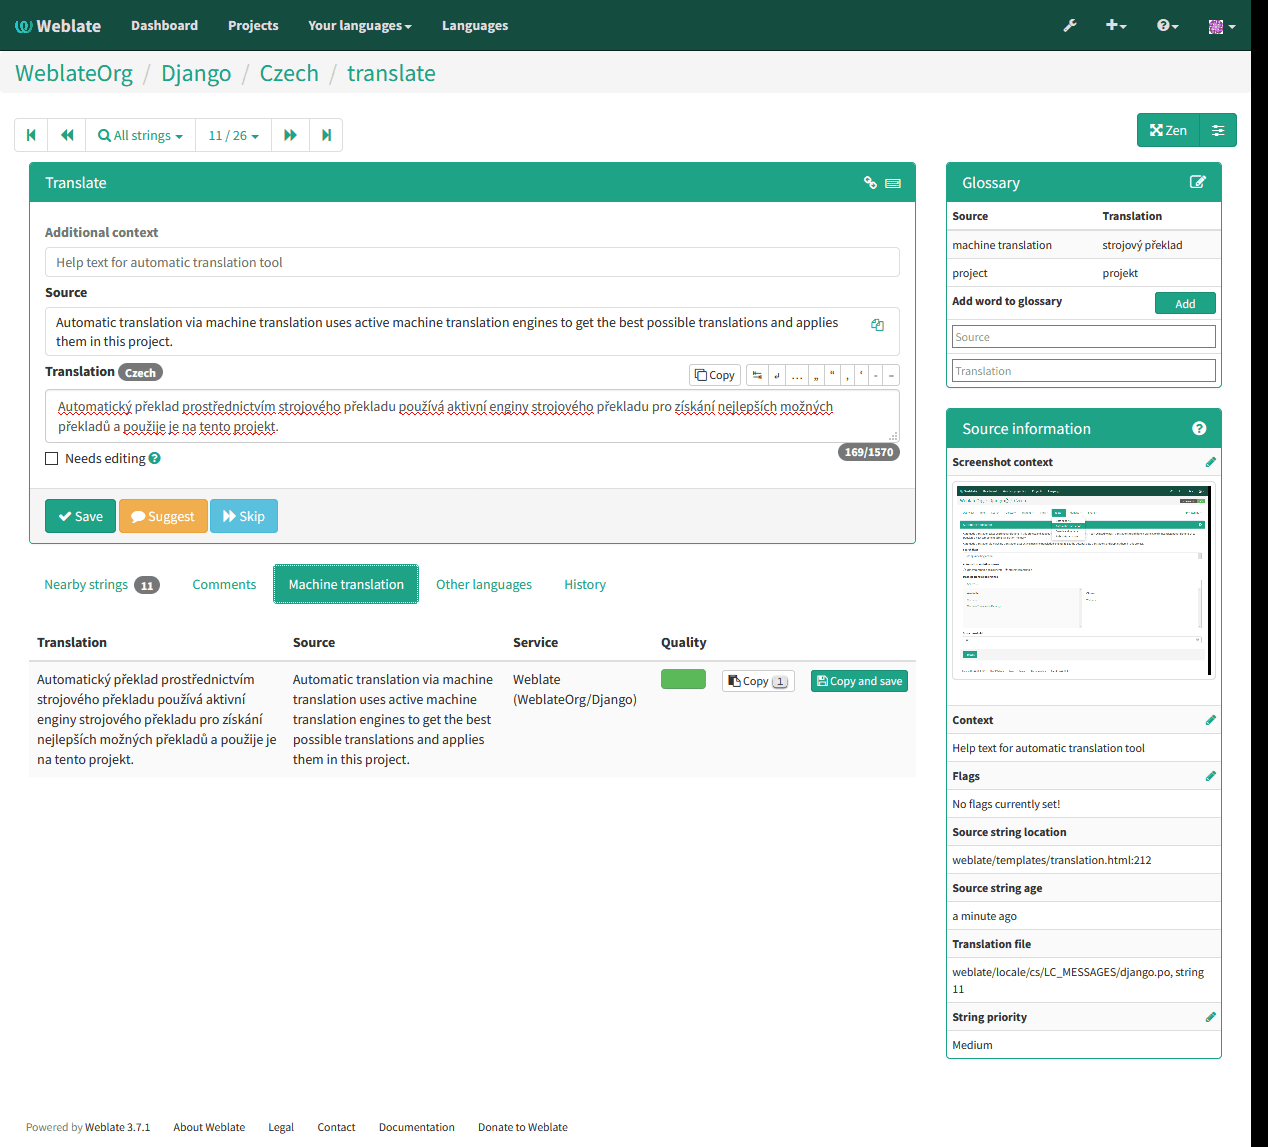 Weblate Dashboard Projects Your languages Languages
WeblateOrg / Django / Czech / translate
All strings 11 / 26 Zen
Translate
Additional context
Help text for automatic translation tool
Source
Automatic translation via machine translation uses active machine translation engines to get the best possible translations and applies
them in this project.
Translation Czech Copy ↹ ↲ … „ “ ‚ ‘ - –
Automatický překlad prostřednictvím strojového překladu používá aktivní enginy strojového překladu pro získání nejlepších možných
překladů a použije je na tento projekt.
169/1570
Needs editing
Save Suggest Skip
Nearby strings 11 Comments Machine translation Other languages History
Translation Source Service Quality
Automatický překlad prostřednictvím
strojového překladu používá aktivní
enginy strojového překladu pro získání
nejlepších možných překladů a použije je
na tento projekt.
Automatic translation via machine
translation uses active machine
translation engines to get the best
possible translations and applies
them in this project.
Weblate
(WeblateOrg/Django)
Copy 1 Copy and save
Glossary
Source Translation
machine translation strojový překlad
project projekt
Add word to glossary Add
Source
Translation
Source information
Screenshot context
Context
Help text for automatic translation tool
Flags
No flags currently set!
Source string location
weblate/templates/translation.html:212
Source string age
a minute ago
Translation file
weblate/locale/cs/LC_MESSAGES/django.po, string
11
String priority
Medium
Powered by Weblate 3.7.1 About Weblate Legal Contact Documentation Donate to Weblate